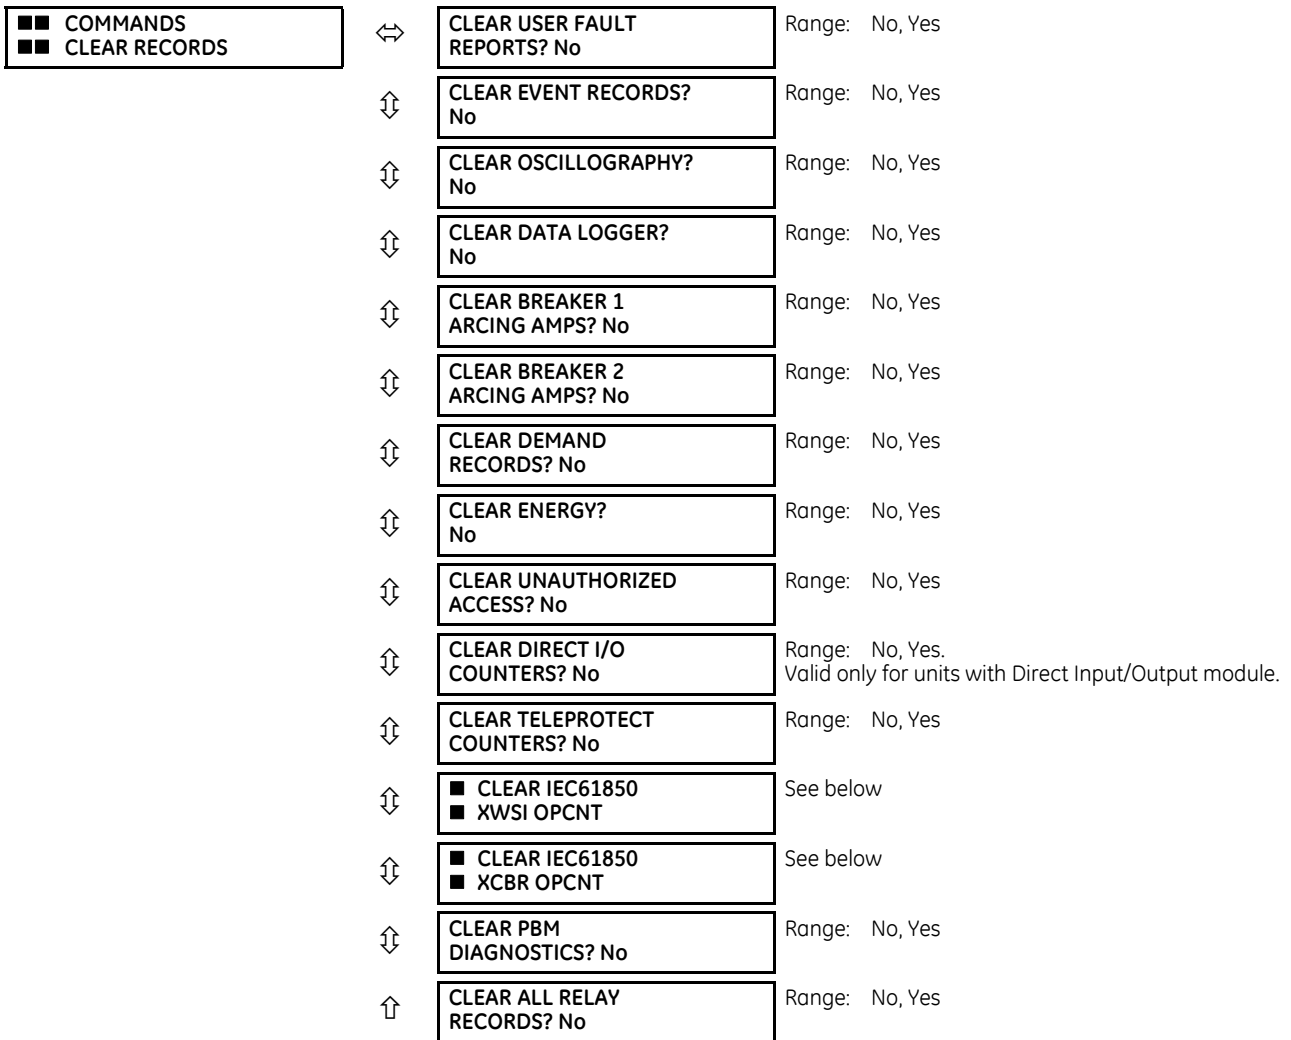 ■■ COMMANDS
■■ CLEAR RECORDS
CLEAR USER FAULT
REPORTS? No
Range: No, Yes
CLEAR EVENT RECORDS?
No
Range: No, Yes
CLEAR OSCILLOGRAPHY?
No
Range: No, Yes
CLEAR DATA LOGGER?
No
Range: No, Yes
CLEAR BREAKER 1
ARCING AMPS? No
Range: No, Yes
CLEAR BREAKER 2
ARCING AMPS? No
Range: No, Yes
CLEAR DEMAND
RECORDS? No
Range: No, Yes
CLEAR ENERGY?
No
Range: No, Yes
CLEAR UNAUTHORIZED
ACCESS? No
Range: No, Yes
CLEAR DIRECT I/O
COUNTERS? No
Range: No, Yes.
Valid only for units with Direct Input/Output module.
CLEAR TELEPROTECT
COUNTERS? No
Range: No, Yes
■ CLEAR IEC61850
■ XWSI OPCNT
See below
■ CLEAR IEC61850
■ XCBR OPCNT
See below
CLEAR PBM
DIAGNOSTICS? No
Range: No, Yes
CLEAR ALL RELAY
RECORDS? No
Range: No, Yes